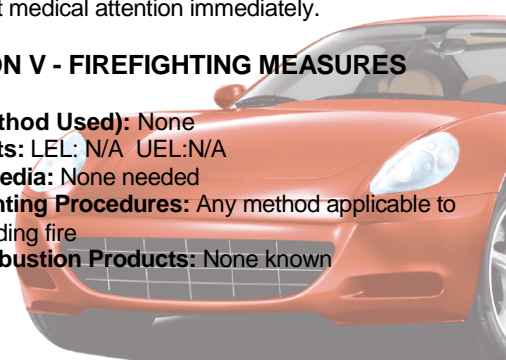 t medical attention immediately.
ON V - FIREFIGHTING MEASURES
thod Used): None
ts: LEL: N/A UEL:N/A
edia: None needed
nting Procedures: Any method applicable to
ding fire
bustion Products: None known